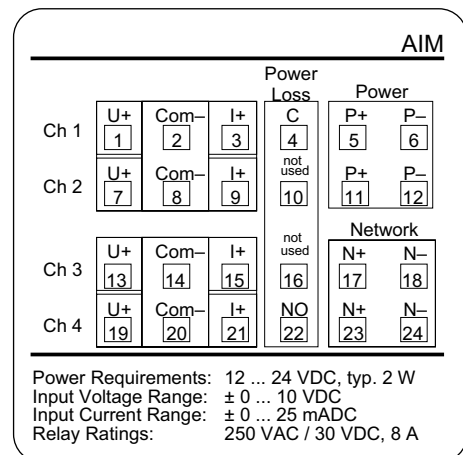 AIM
Power
Loss Power
U+ Com– I+ C P+ P–
Ch 1 1 2 3 4 5 6
U+ Com– I+ not used P+ P–
Ch 2 7 8 9 10 11 12
Network
U+ Com– I+ not used N+ N–
Ch 3 13 14 15 16 17 18
U+ Com– I+ NO N+ N–
Ch 4 19 20 21 22 23 24
Power Requirements: 12 ... 24 VDC, typ. 2 W
Input Voltage Range: ± 0 ... 10 VDC
Input Current Range: ± 0 ... 25 mADC
Relay Ratings: 250 VAC / 30 VDC, 8 A